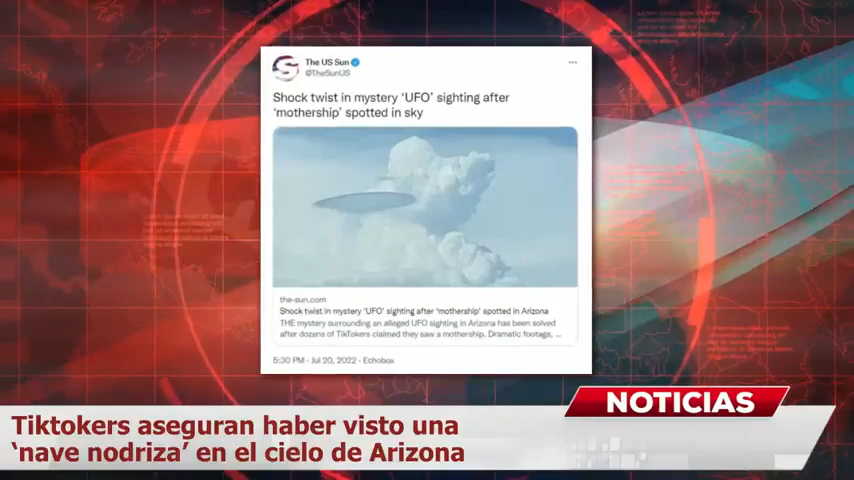 The US Sun
@TheSunUS
Shock twist in mystery ‘UFO’ sighting after
‘mothership’ spotted in sky
the-sun.com
Shock twist in mystery ‘UFO’ sighting after ‘mothership’ spotted in Arizona
THE mystery surrounding an alleged UFO sighting in Arizona has been solved
after dozens of TikTokers claimed they saw a mothership. Dramatic footage, ...
5:30 PM · Jul 20, 2022 · Echobox
NOTICIAS
Tiktokers aseguran haber visto una
‘nave nodriza’ en el cielo de Arizona